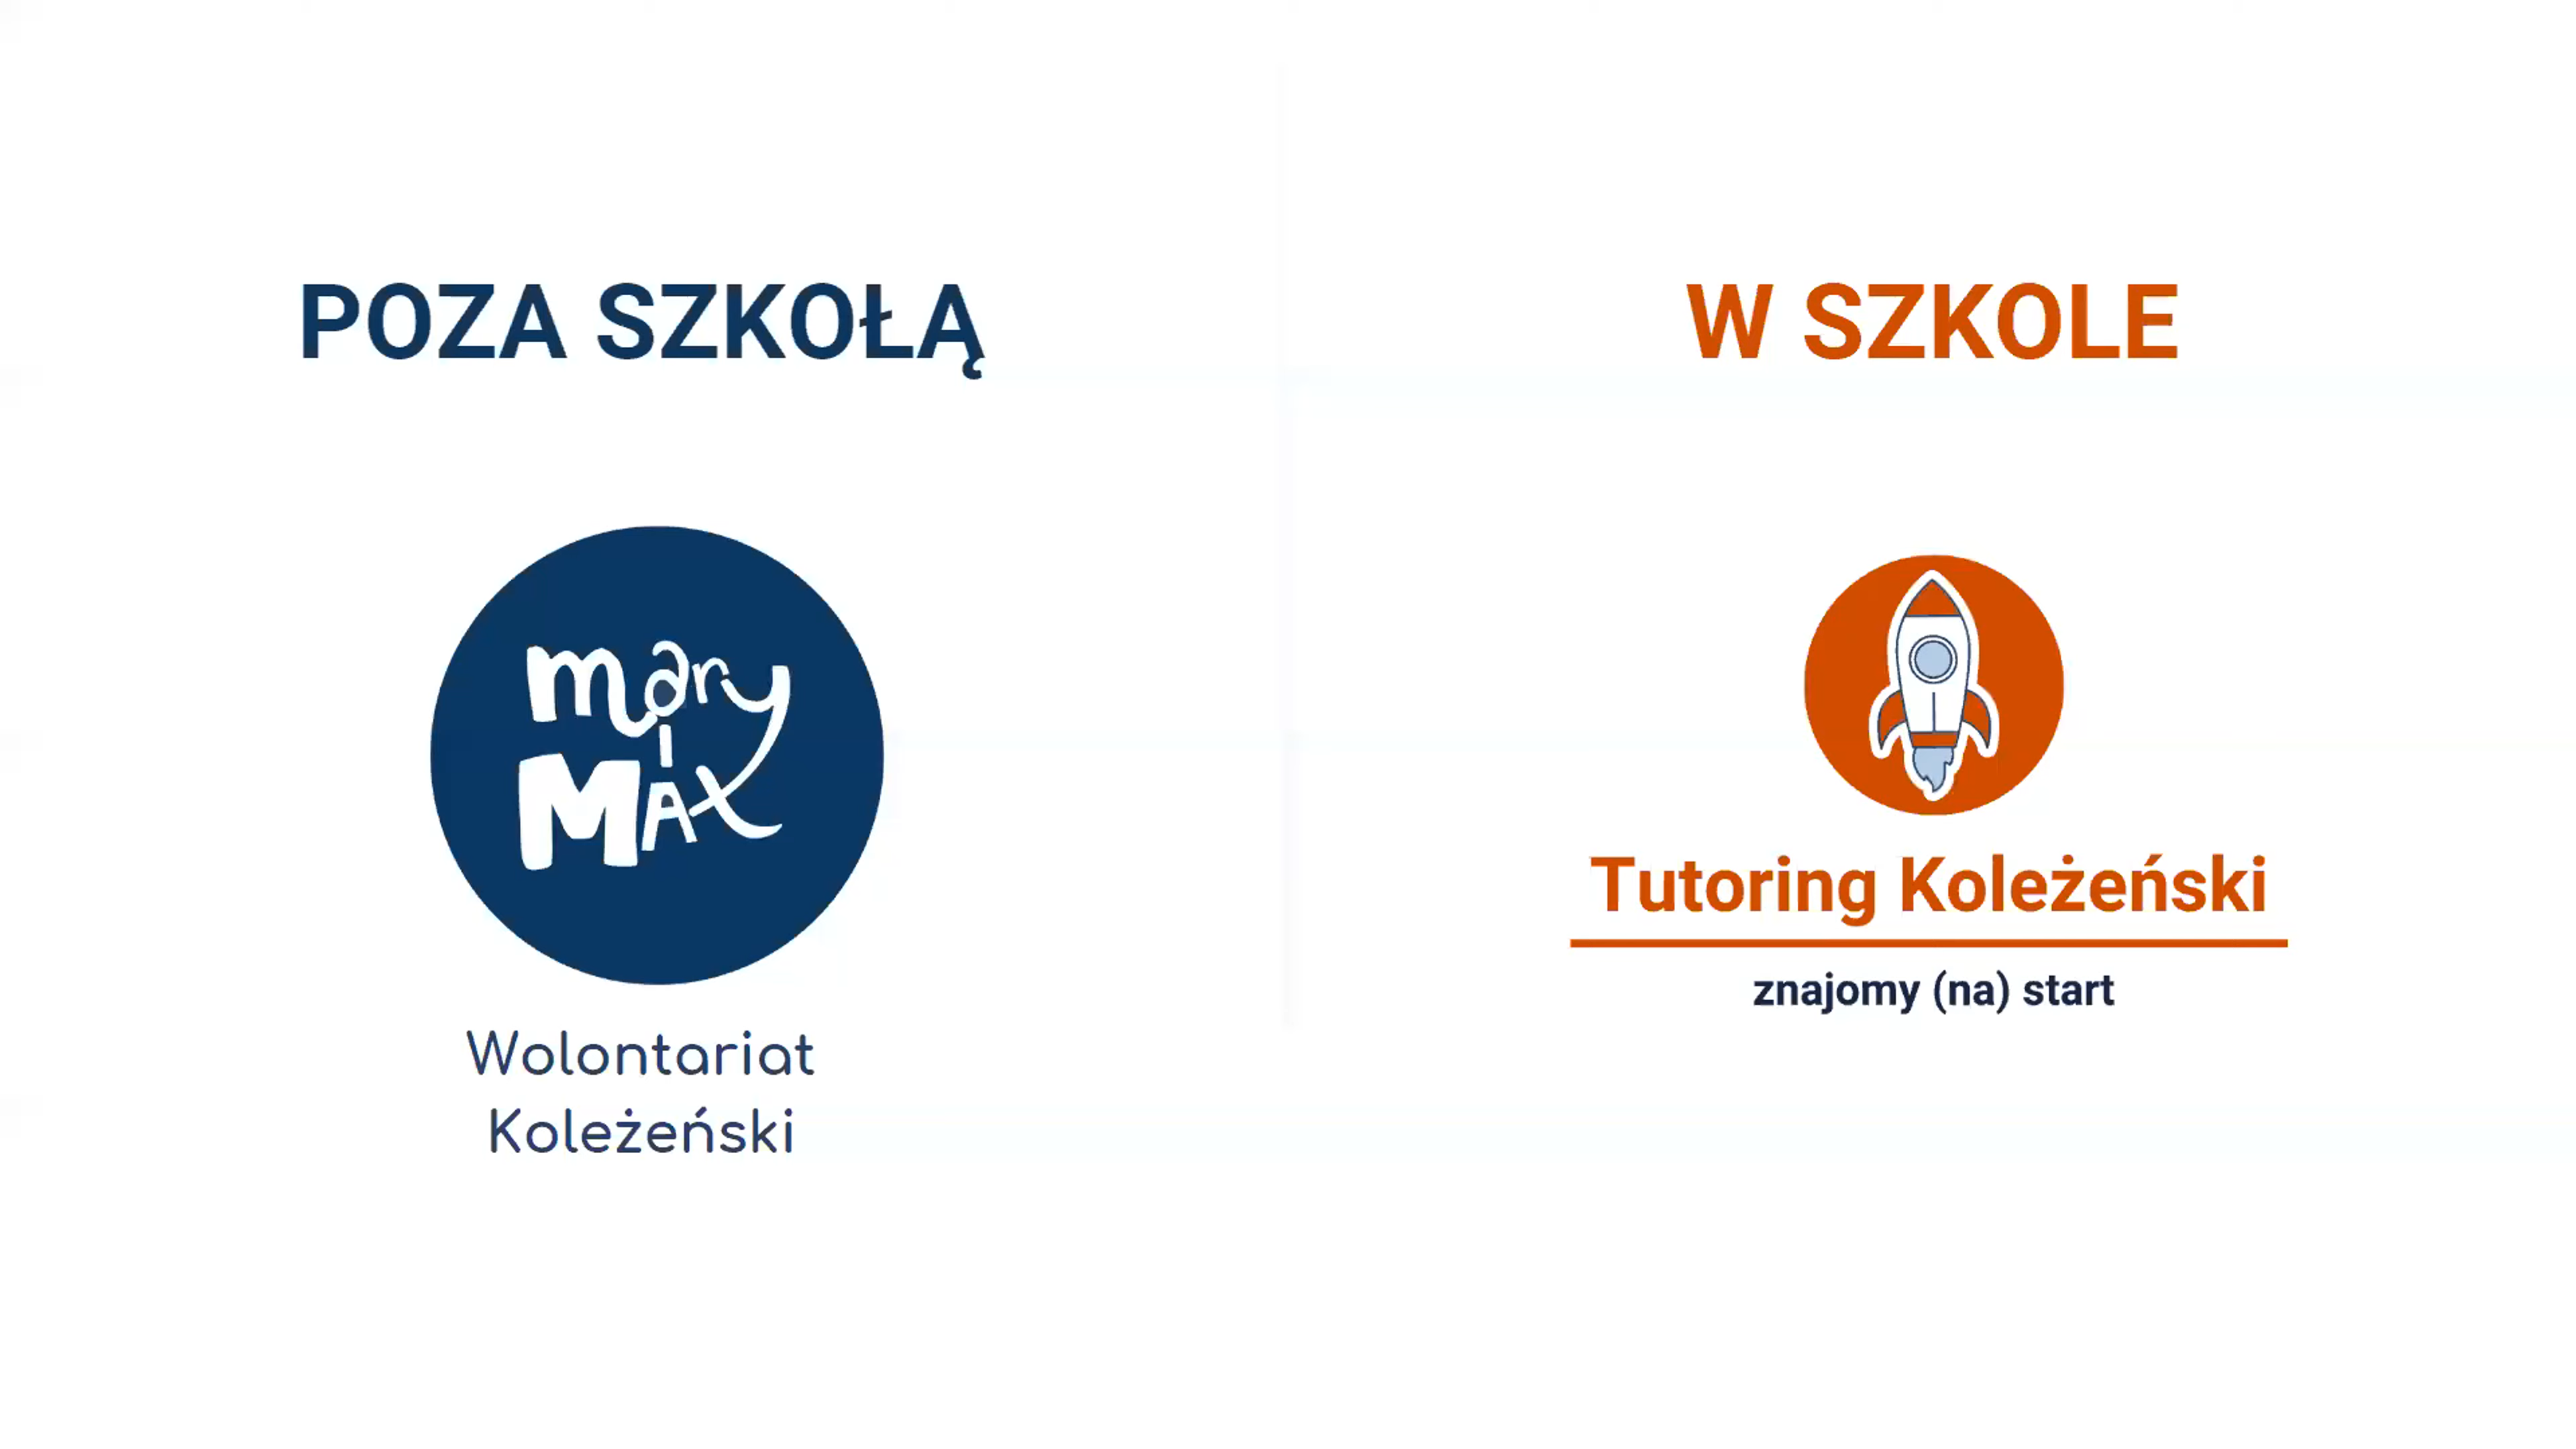 POZA SZKOŁĄ
mary
i
MAX
Wolontariat
Koleżeński
W SZKOLE
Tutoring Koleżeński
znajomy (na) start